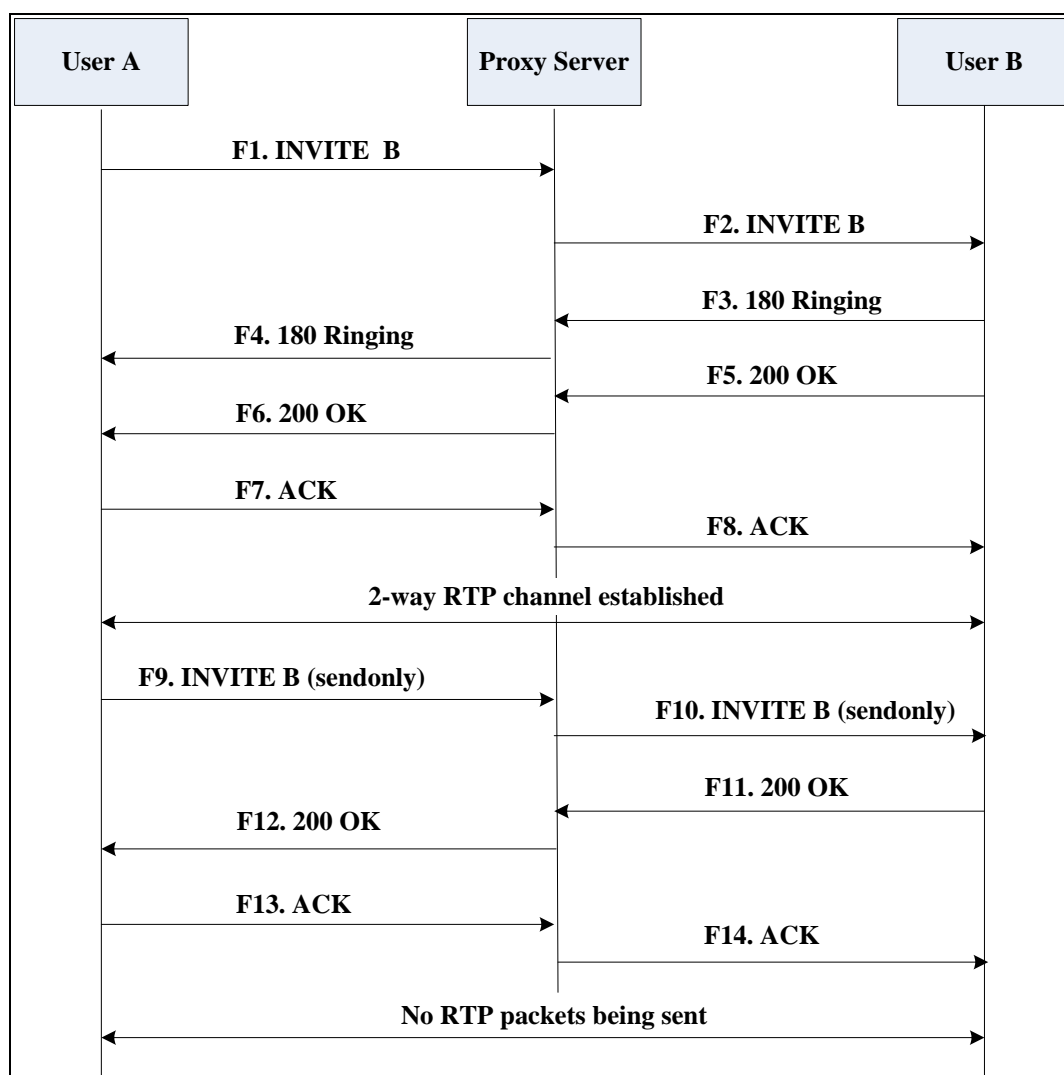 User A
Proxy Server
User B
F1. INVITE B
F2. INVITE B
F3. 180 Ringing
F4. 180 Ringing
F5. 200 OK
F6. 200 OK
F7. ACK
F8. ACK
2-way RTP channel established
F9. INVITE B (sendonly)
F10. INVITE B (sendonly)
F11. 200 OK
F12. 200 OK
F13. ACK
F14. ACK
No RTP packets being sent